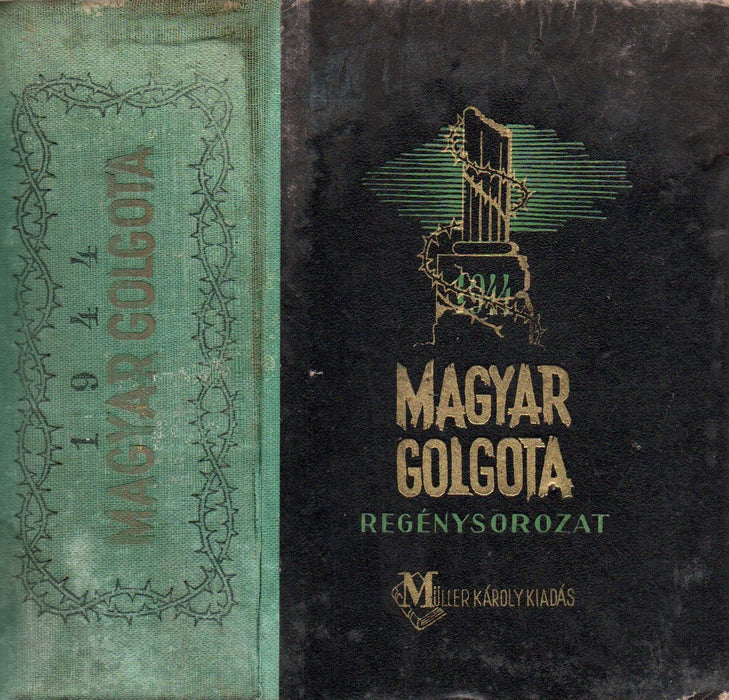 1944
MAGYAR GOLGOTA
1944
MAGYAR
GOLGOTA
REGÉNYSOROZAT
MÜLLER KÁROLY KIADÁS